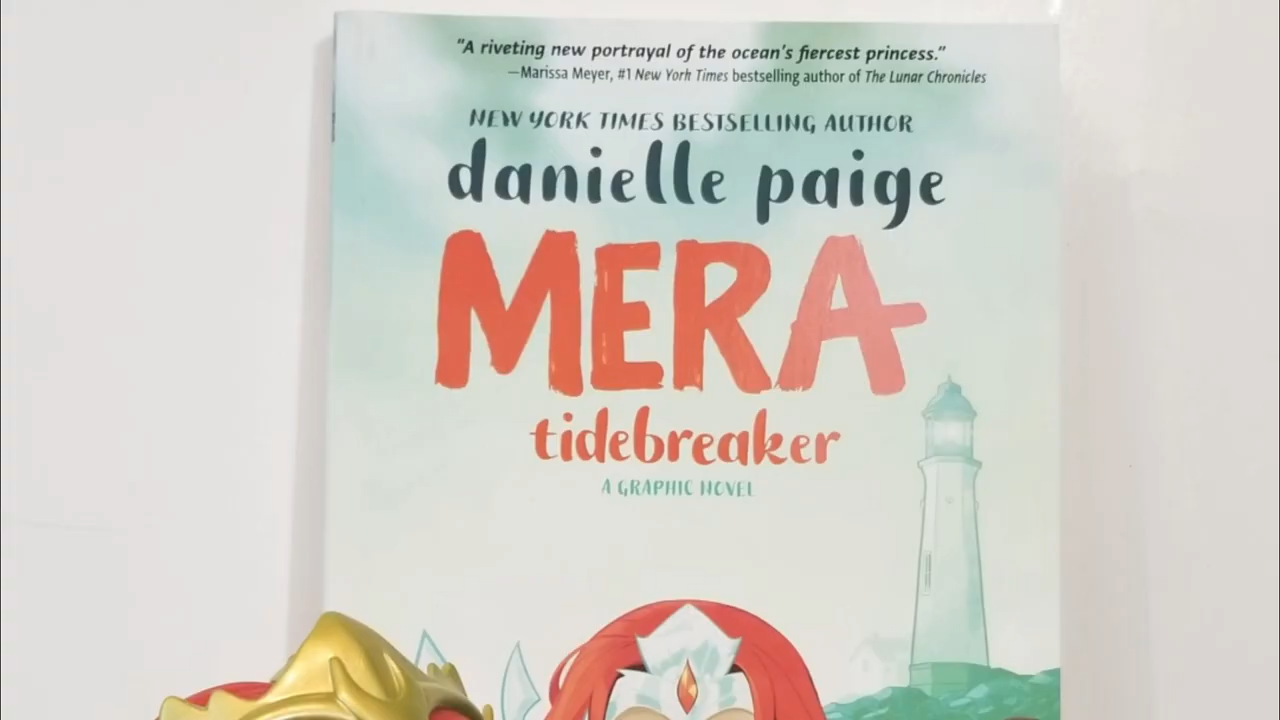 "A riveting new portrayal of the ocean's fiercest princess."
—Marissa Meyer, #1 New York Times bestselling author of The Lunar Chronicles
NEW YORK TIMES BESTSELLING AUTHOR
danielle paige
MERA
tidebreaker
A GRAPHIC NOVEL